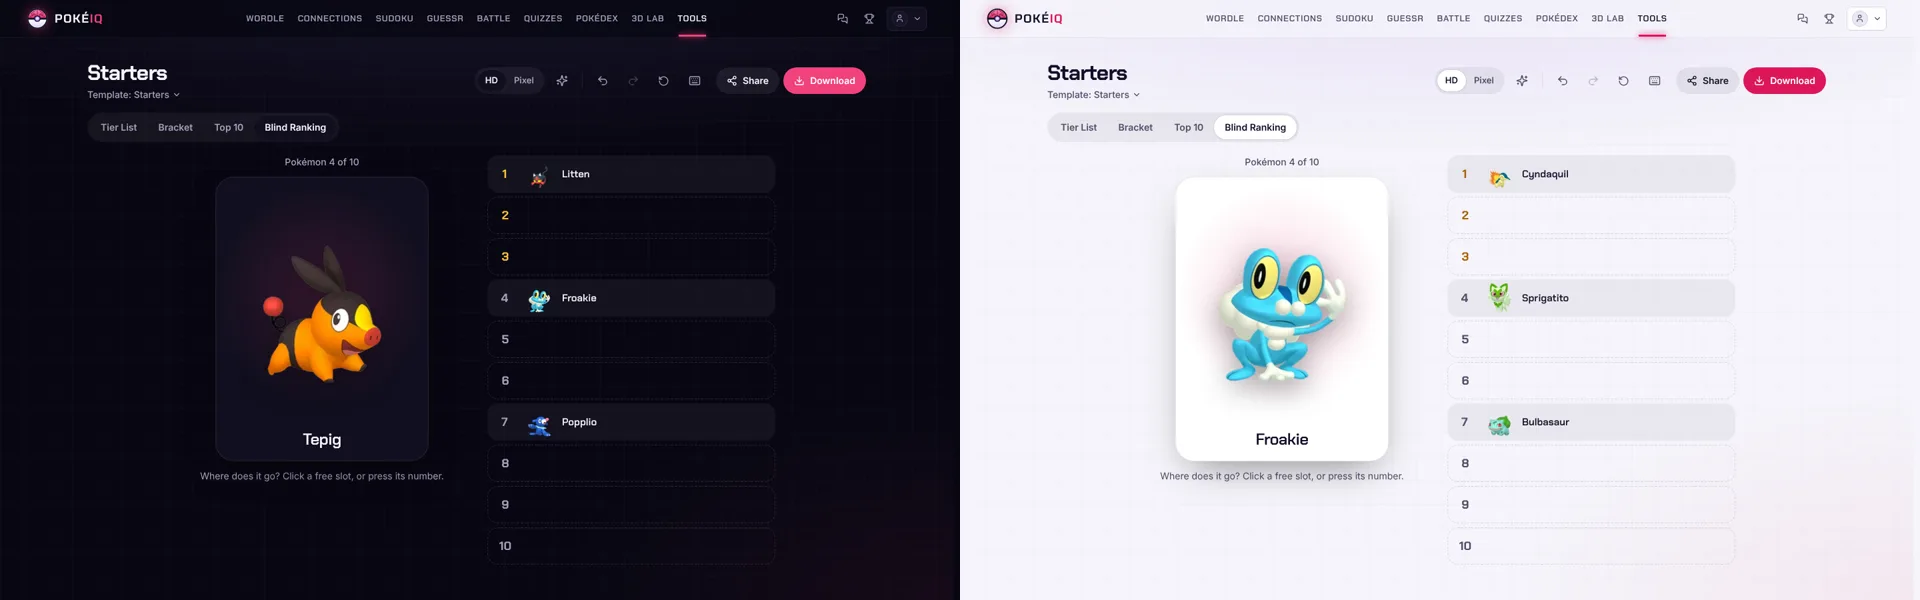 POKÉIQ WORDLE CONNECTIONS SUDOKU GUESSR BATTLE QUIZZES POKÉDEX 3D LAB TOOLS
Starters
Template: Starters
HD Pixel Share Download
Tier List Bracket Top 10 Blind Ranking
Pokémon 4 of 10
Tepig
Where does it go? Click a free slot, or press its number.
1 Litten
2
3
4 Froakie
5
6
7 Popplio
8
9
10
POKÉIQ WORDLE CONNECTIONS SUDOKU GUESSR BATTLE QUIZZES POKÉDEX 3D LAB TOOLS
Starters
Template: Starters
HD Pixel Share Download
Tier List Bracket Top 10 Blind Ranking
Pokémon 4 of 10
Froakie
Where does it go? Click a free slot, or press its number.
1 Cyndaquil
2
3
4 Sprigatito
5
6
7 Bulbasaur
8
9
10